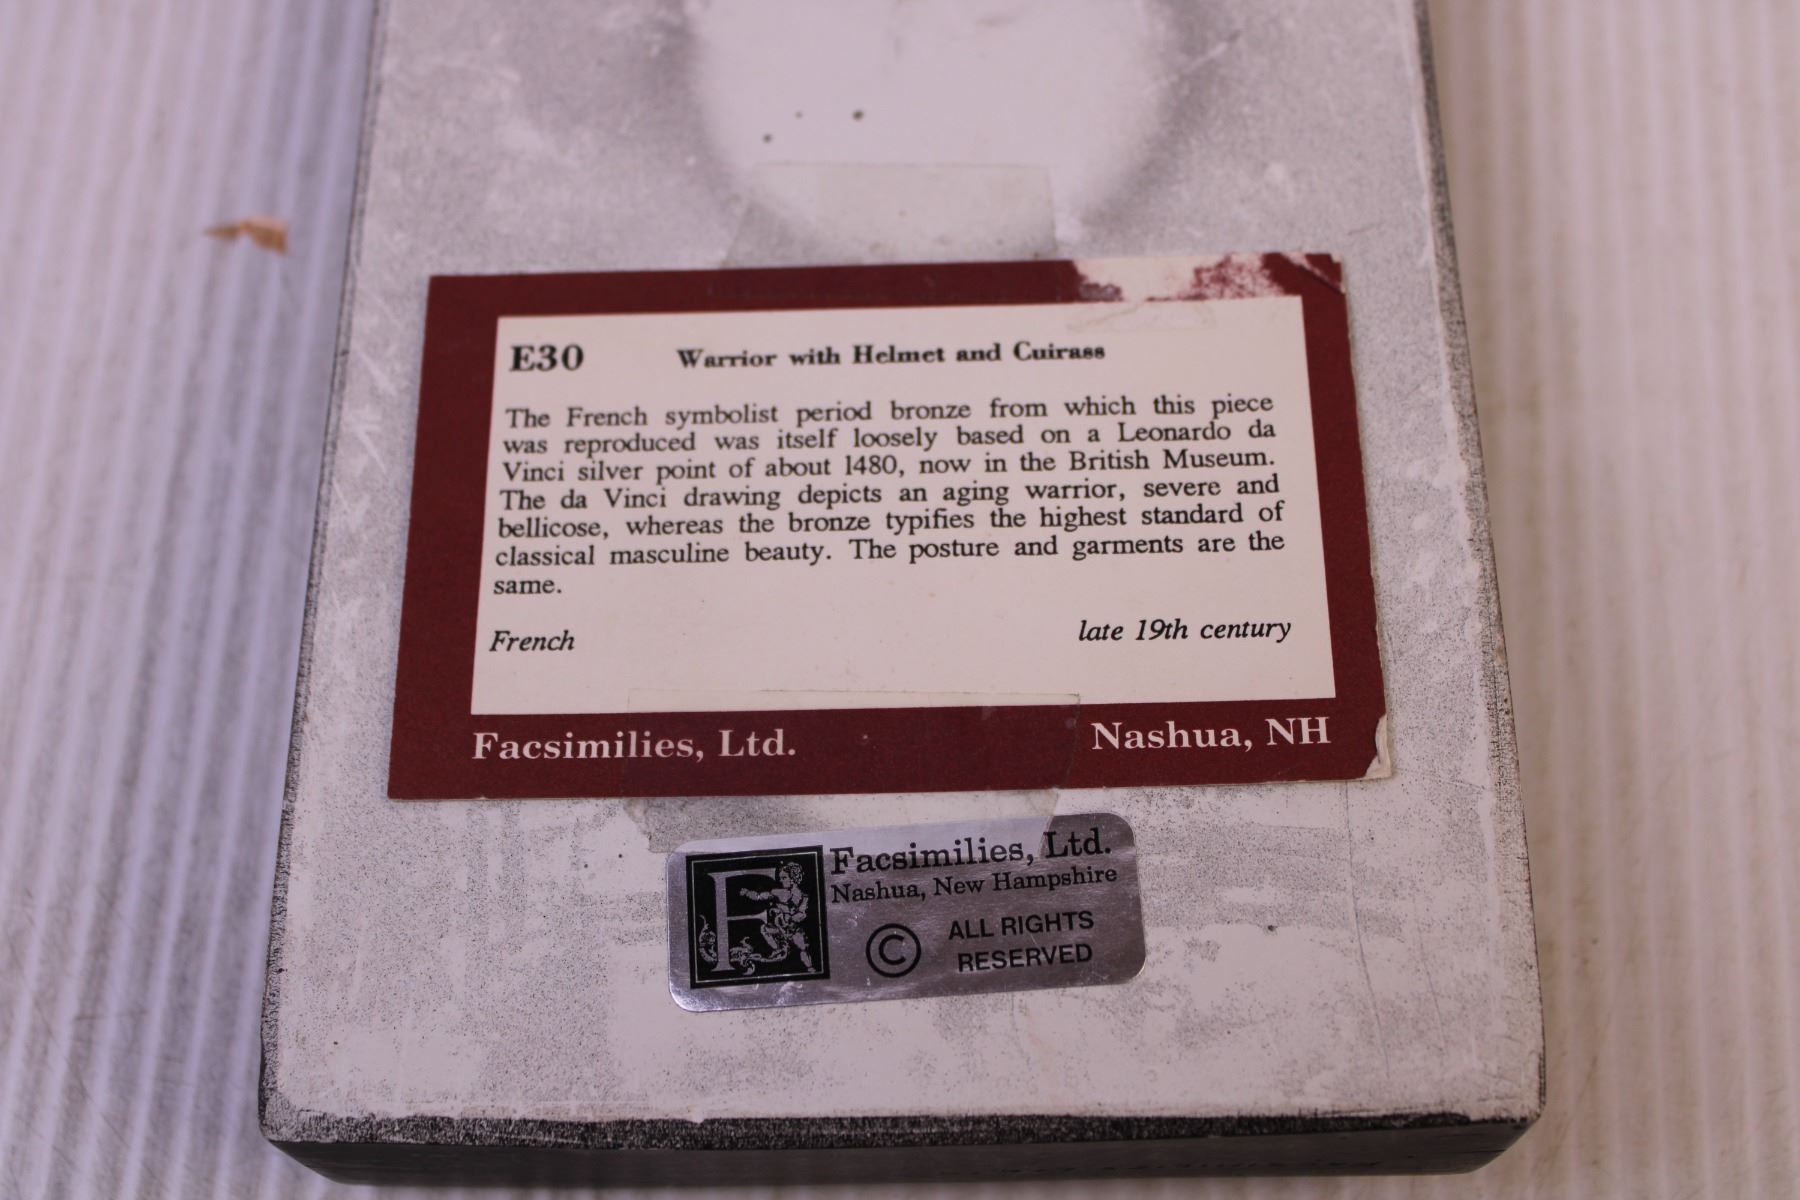 E30 Warrior with Helmet and Cuirass
The French symbolist period bronze from which this piece
was reproduced was itself loosely based on a Leonardo da
Vinci silver point of about 1480, now in the British Museum.
The da Vinci drawing depicts an aging warrior, severe and
bellicose, whereas the bronze typifies the highest standard of
classical masculine beauty. The posture and garments are the
same.
French late 19th century
Facsimilies, Ltd. Nashua, NH
F
Facsimilies, Ltd.
Nashua, New Hampshire
© ALL RIGHTS
RESERVED